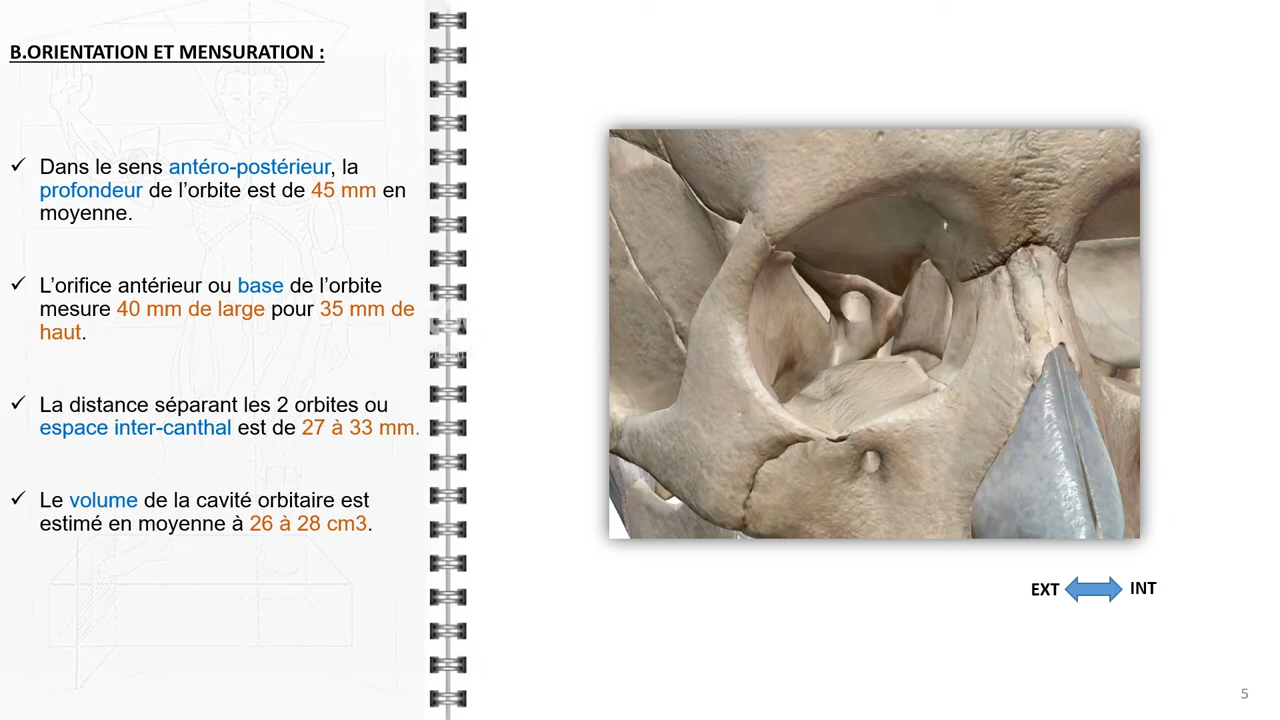 B.ORIENTATION ET MENSURATION :
✓ Dans le sens antéro-postérieur, la
profondeur de l’orbite est de 45 mm en
moyenne.
✓ L’orifice antérieur ou base de l’orbite
mesure 40 mm de large pour 35 mm de
haut.
✓ La distance séparant les 2 orbites ou
espace inter-canthal est de 27 à 33 mm.
✓ Le volume de la cavité orbitaire est
estimé en moyenne à 26 à 28 cm3.
EXT INT
5